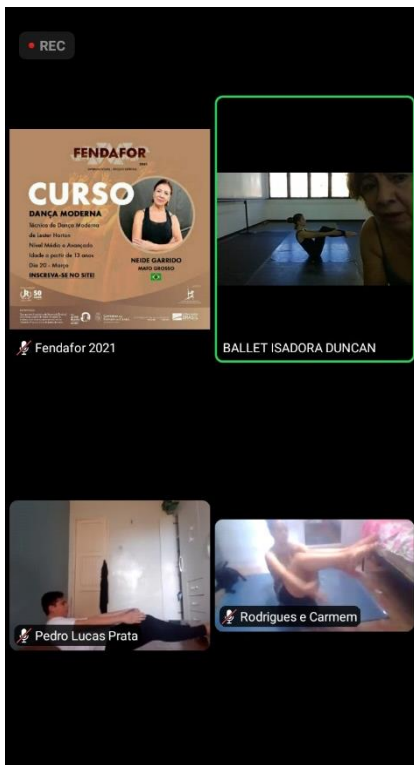 REC
FENDAFOR
2021
CURSO
DANÇA MODERNA
Técnica de Dança Moderna
de Lester Horton
Nível Médio e Avançado
Idade a partir de 13 anos
Dia 20 - Março
INSCREVA-SE NO SITE!
NEIDE GARRIDO
MATO GROSSO
Fendafor 2021
BALLET ISADORA DUNCAN
Pedro Lucas Prata
Rodrigues e Carmem